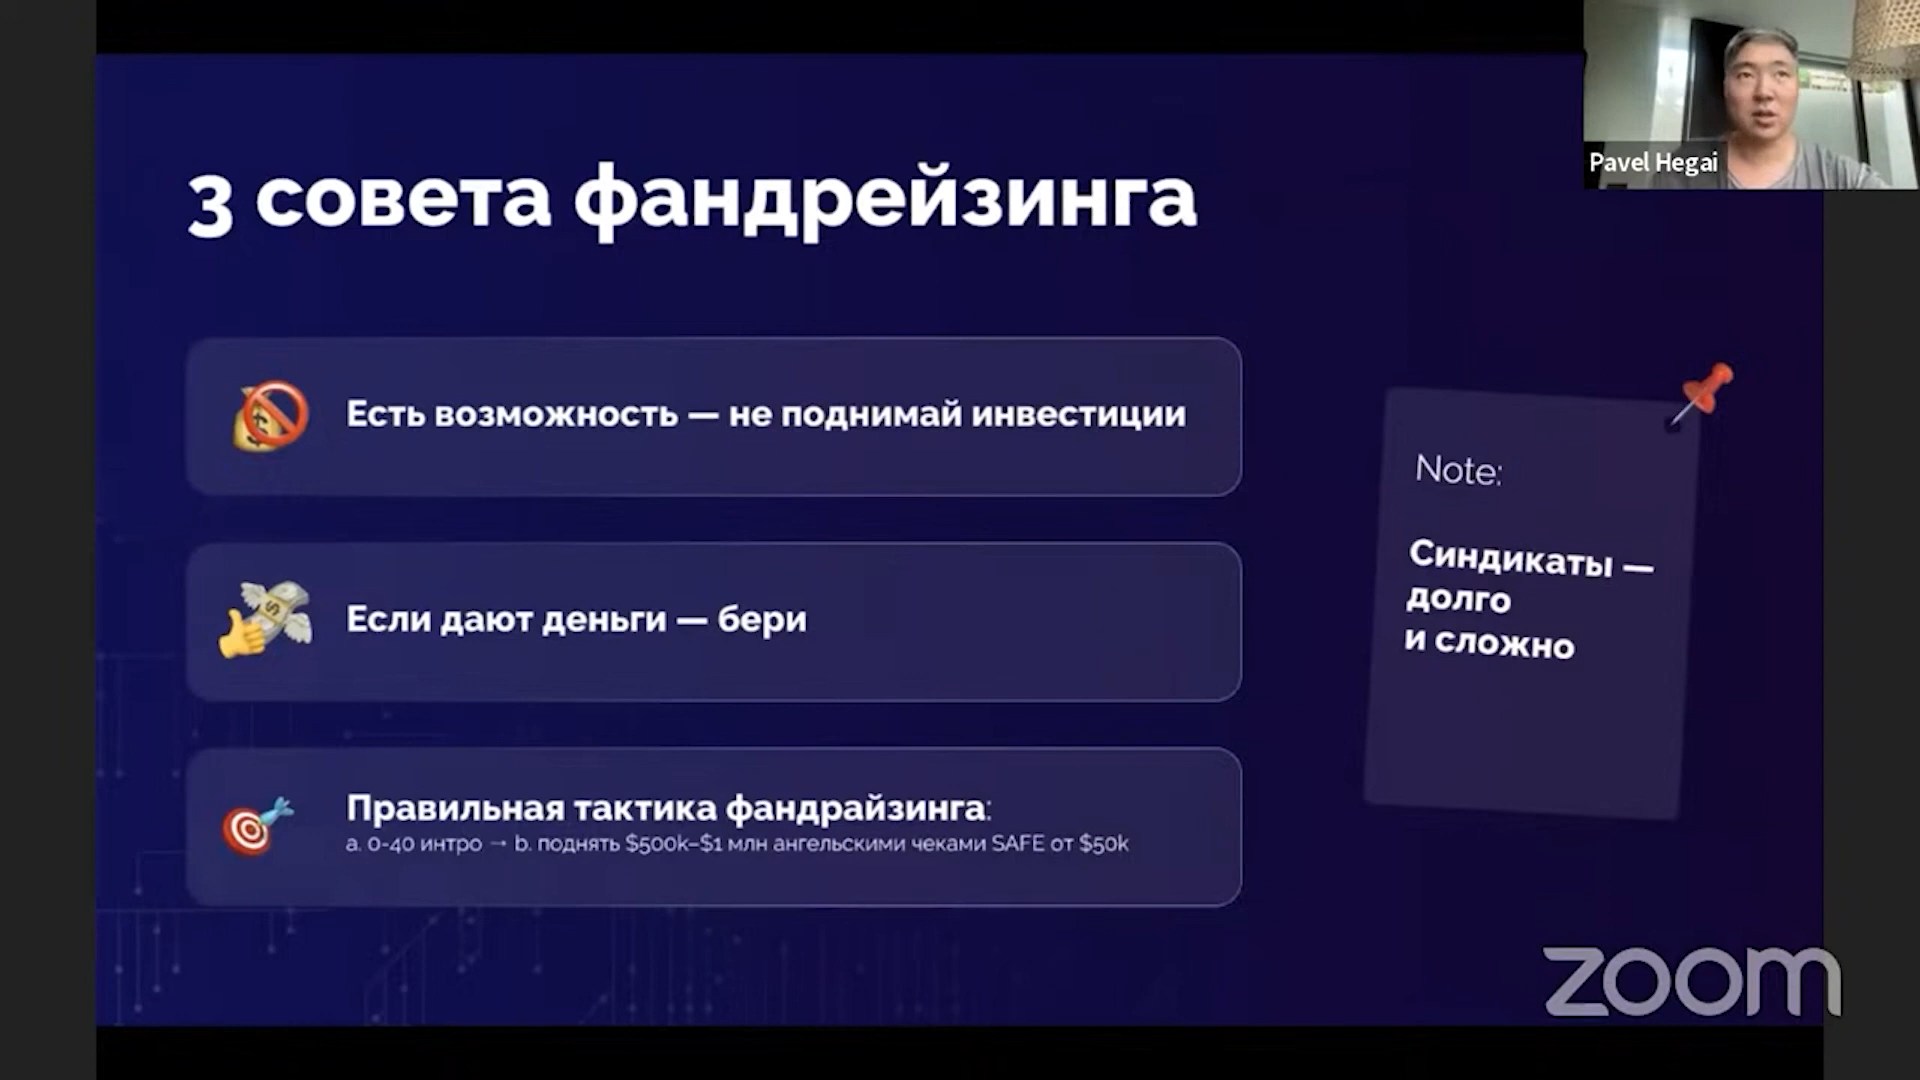 Pavel Hegai
3 совета фандрейзинга
Есть возможность — не поднимай инвестиции
Если дают деньги — бери
Правильная тактика фандрайзинга:
a. 0-40 интро → b. поднять $500k–$1 млн ангельскими чеками SAFE от $50k
Note:
Синдикаты —
долго
и сложно
zoom